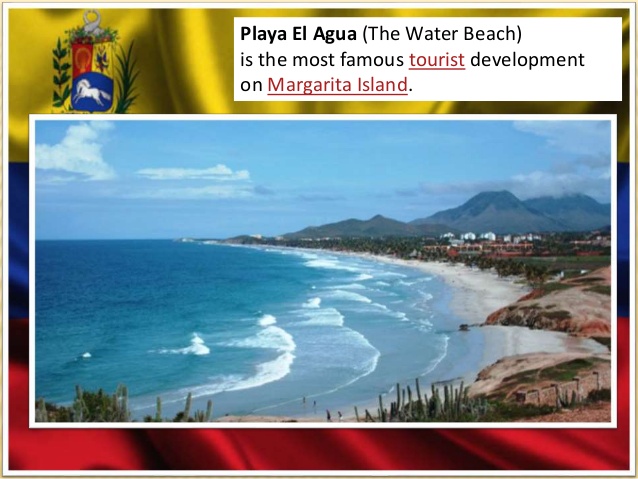 Playa El Agua (The Water Beach)
is the most famous tourist development
on Margarita Island.